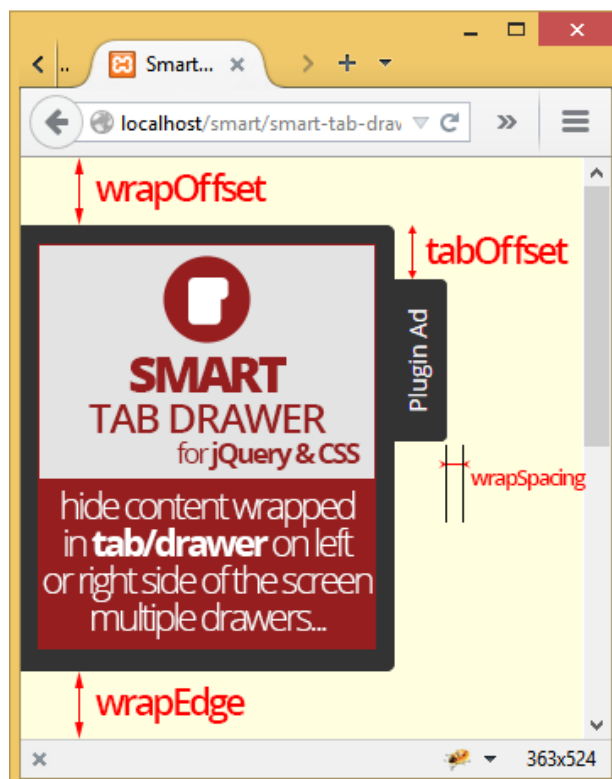 ..
Smart...
localhost/smart/smart-tab-drav
wrapOffset
tabOffset
Plugin Ad
SMART
TAB DRAWER
for jQuery & CSS
wrapSpacing
hide content wrapped
in tab/drawer on left
or right side of the screen
multiple drawers...
wrapEdge
363x524